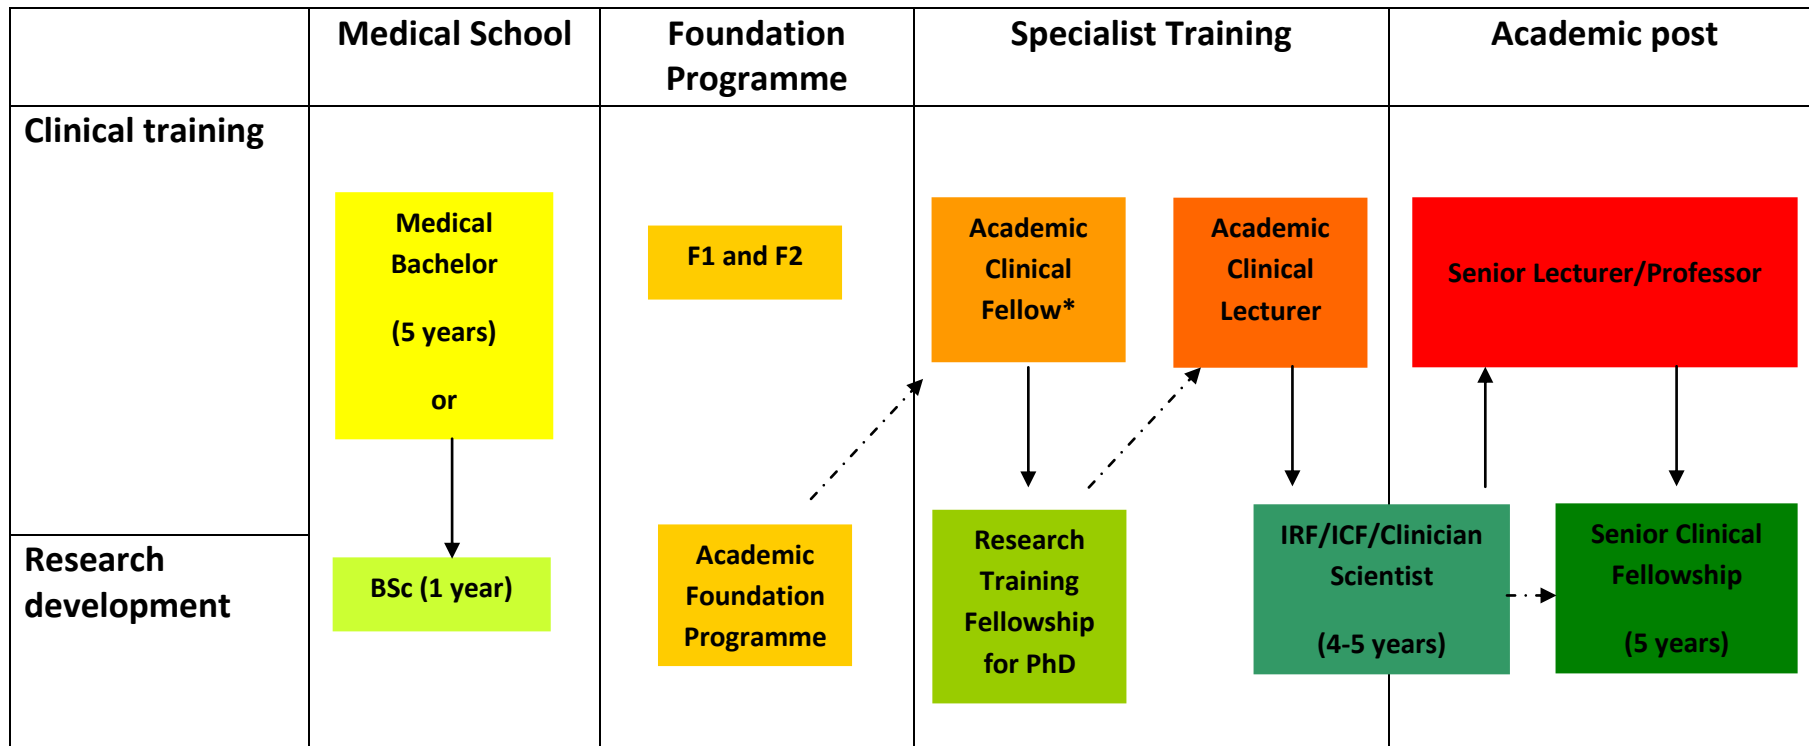 Medical School
Foundation
Programme
Specialist Training
Academic post
Clinical training
Medical
Bachelor
(5 years)
or
F1 and F2
Academic
Clinical
Fellow*
Academic
Clinical
Lecturer
Senior Lecturer/Professor
Research
development
BSc (1 year)
Academic
Foundation
Programme
Research
Training
Fellowship
for PhD
IRF/ICF/Clinician
Scientist
(4-5 years)
Senior Clinical
Fellowship
(5 years)